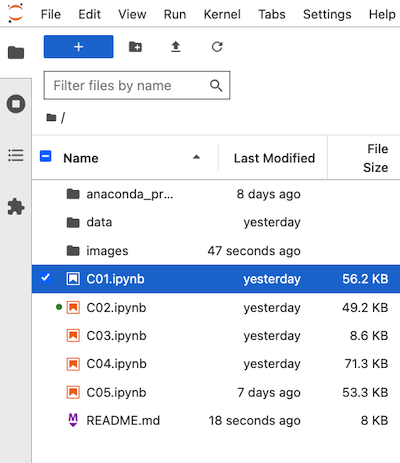 File Edit View Run Kernel Tabs Settings Help
Filter files by name
/
Name Last Modified File Size
anaconda_pr... 8 days ago
data yesterday
images 47 seconds ago
C01.ipynb yesterday 56.2 KB
C02.ipynb yesterday 49.2 KB
C03.ipynb yesterday 8.6 KB
C04.ipynb yesterday 71.3 KB
C05.ipynb 7 days ago 53.3 KB
README.md 18 seconds ago 8 KB